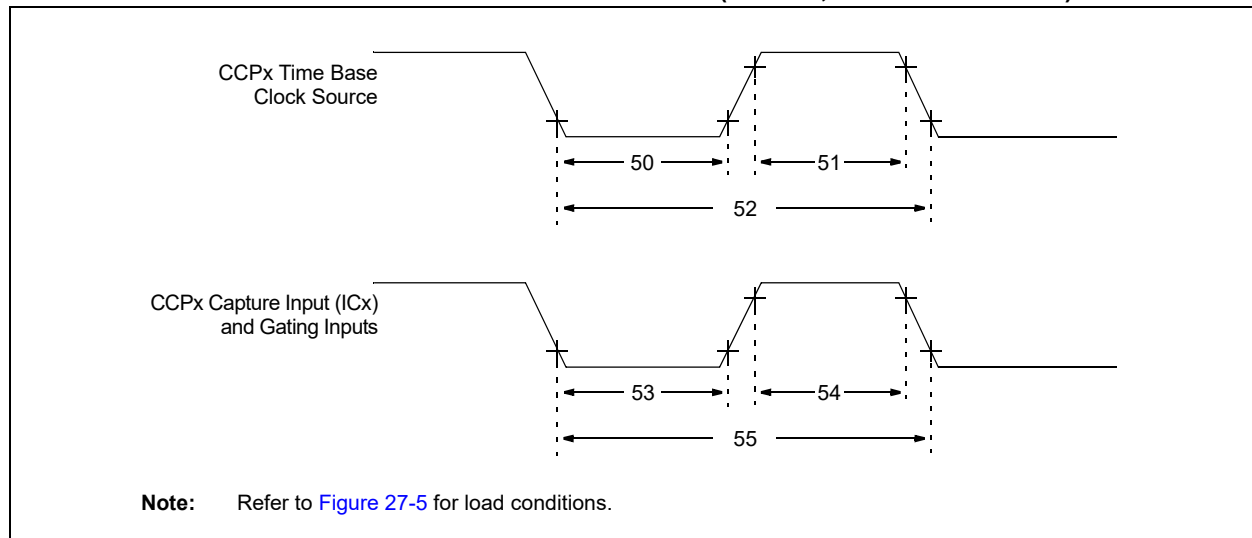 CCPx Time Base
Clock Source
50
51
52
CCPx Capture Input (ICx)
and Gating Inputs
53
54
55
Note: Refer to Figure 27-5 for load conditions.